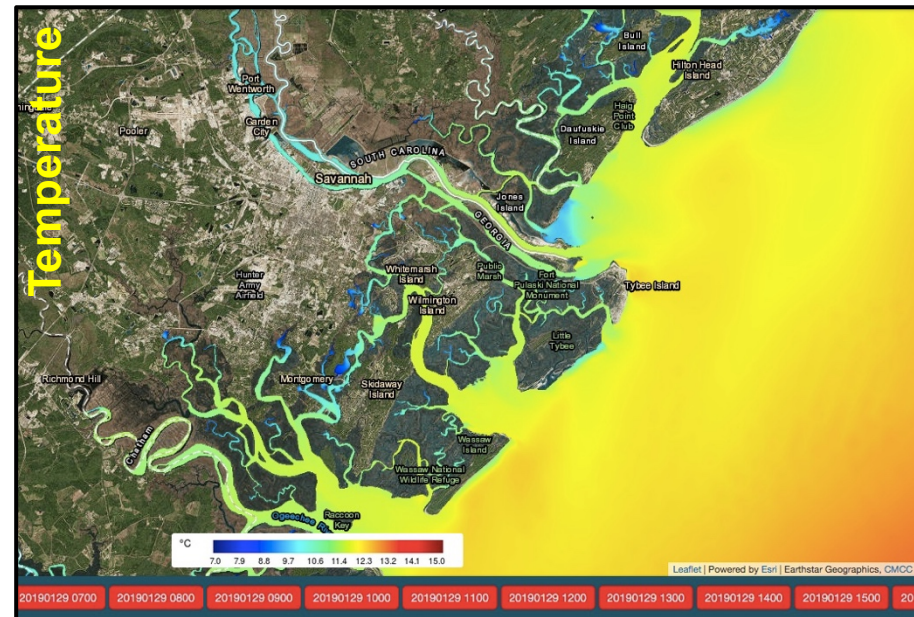 Temperature
Bull
Island
Hilton Head
Island
Port
Wentworth
Haig
Point
Club
Garden
City
Pooler
Daufuskie
Island
SOUTH CAROLINA
Savannah
Jones
Island
GEORGIA
Whitemarsh
Island
Public
Marsh
Fort
Pulaski National
Monument
Tybee Island
Hunter
Army
Airfield
Wilmington
Island
Little
Tybee
Richmond Hill
Montgomery
Skidaway
Island
Chatham
Wassaw
Island
Wassaw National
Wildlife Refuge
Raccoon
Key
°C
7.0 7.9 8.8 9.7 10.6 11.4 12.3 13.2 14.1 15.0
Leaflet | Powered by Esri | Earthstar Geographics, CMCC
20190129 0700 20190129 0800 20190129 0900 20190129 1000 20190129 1100 20190129 1200 20190129 1300 20190129 1400 20190129 1500 20